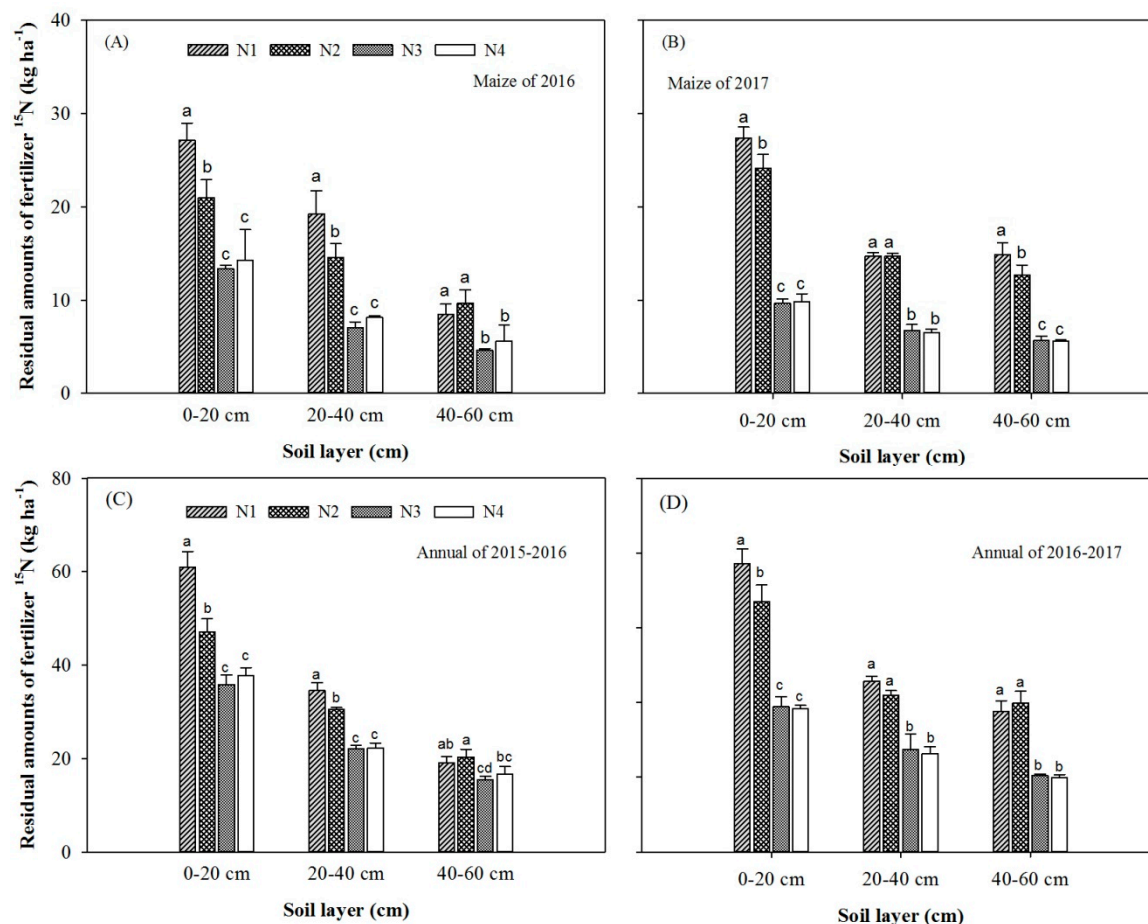 Residual amounts of fertilizer ¹⁵N (kg ha⁻¹)
40
30
20
10
0
(A)
N1 N2 N3 N4
Maize of 2016
a b c c
a b c c
a a b b
0-20 cm 20-40 cm 40-60 cm
Soil layer (cm)
(B)
Maize of 2017
a b c c
a a b b
a b c c
0-20 cm 20-40 cm 40-60 cm
Soil layer (cm)
Residual amounts of fertilizer ¹⁵N (kg ha⁻¹)
80
60
40
20
0
(C)
N1 N2 N3 N4
Annual of 2015-2016
a b c c
a b c c
ab a cd bc
0-20 cm 20-40 cm 40-60 cm
Soil layer (cm)
(D)
Annual of 2016-2017
a b c c
a a b b
a a b b
0-20 cm 20-40 cm 40-60 cm
Soil layer (cm)